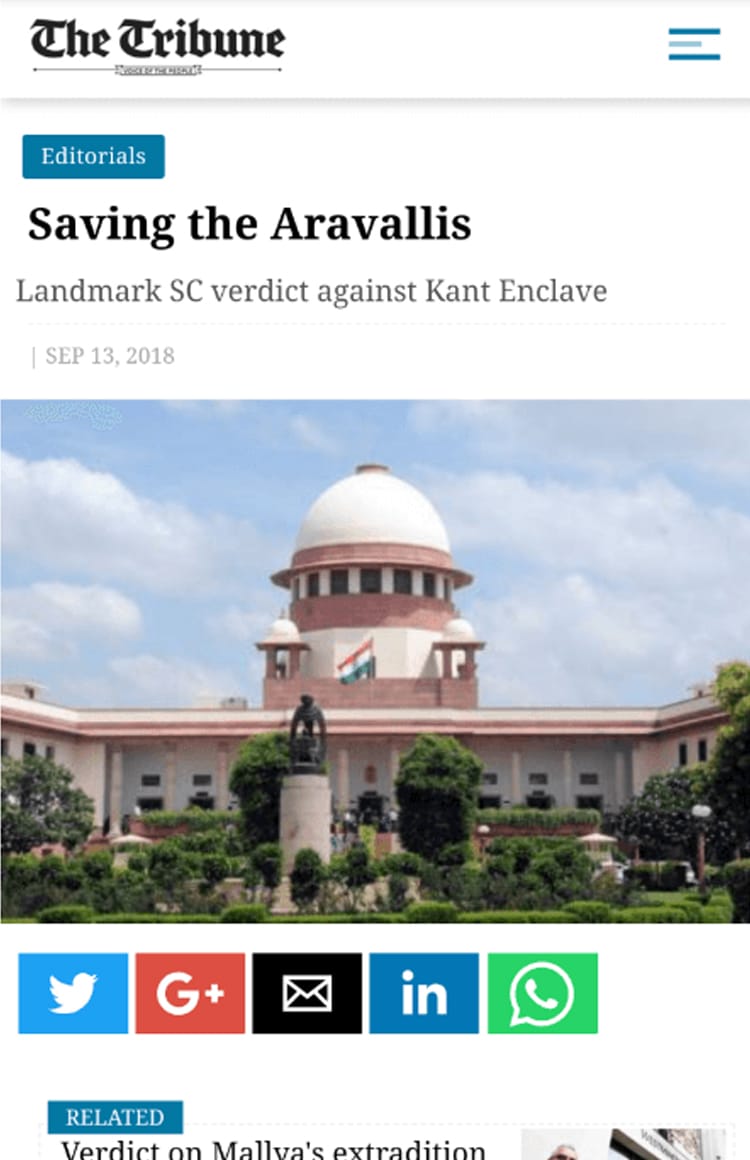 The Tribune
VOICE OF THE PEOPLE
Editorials
Saving the Aravallis
Landmark SC verdict against Kant Enclave
| SEP 13, 2018
G+
in
RELATED
Verdict on Mallya's extradition